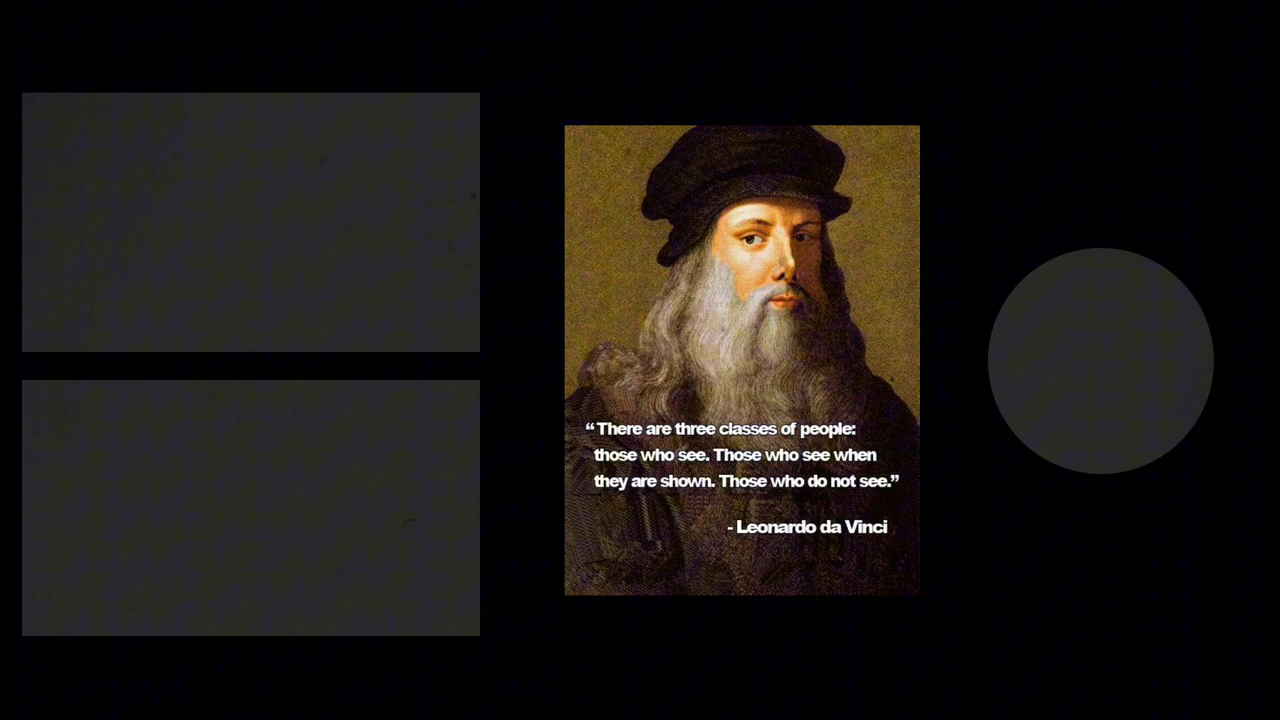 “There are three classes of people:
those who see. Those who see when
they are shown. Those who do not see.”
- Leonardo da Vinci